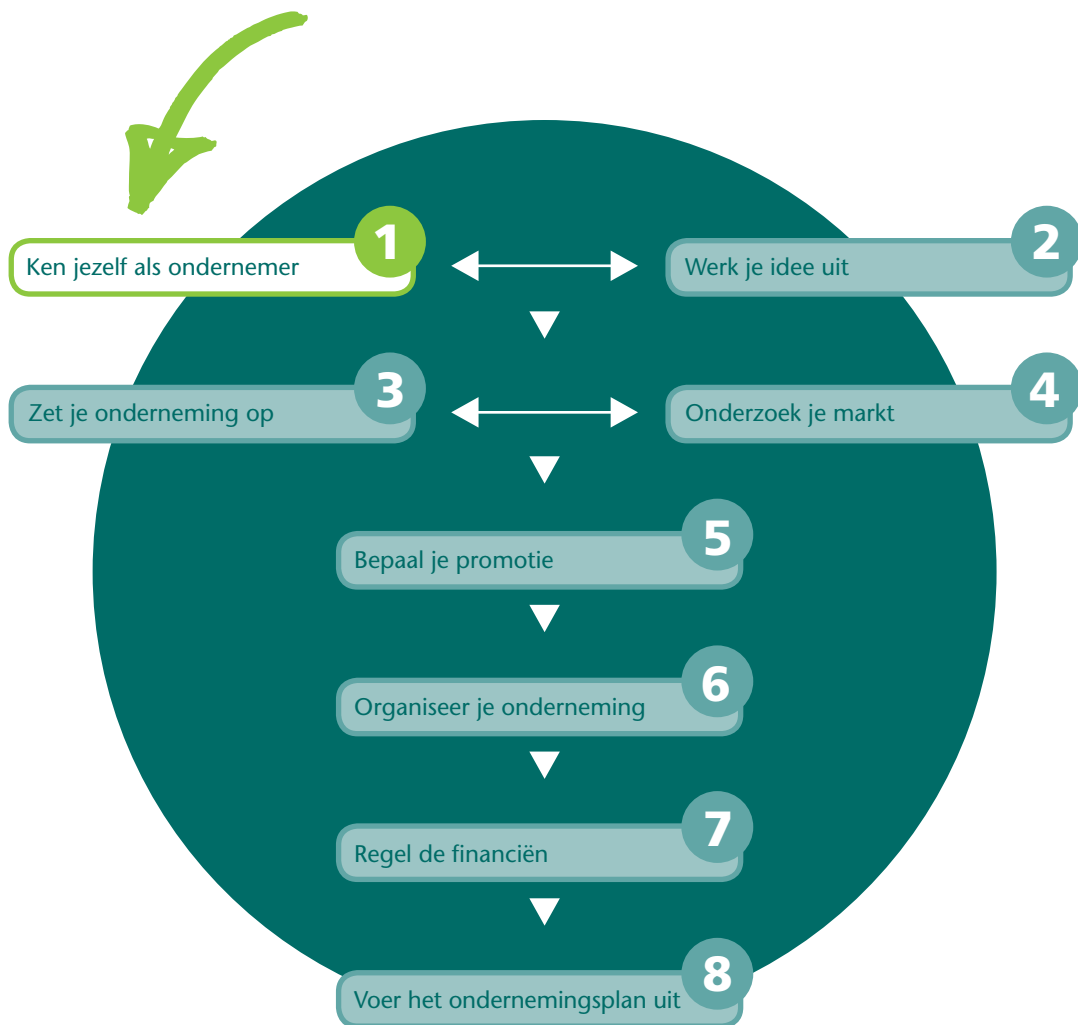 1
Ken jezelf als ondernemer
2
Werk je idee uit
3
Zet je onderneming op
4
Onderzoek je markt
5
Bepaal je promotie
6
Organiseer je onderneming
7
Regel de financiën
8
Voer het ondernemingsplan uit